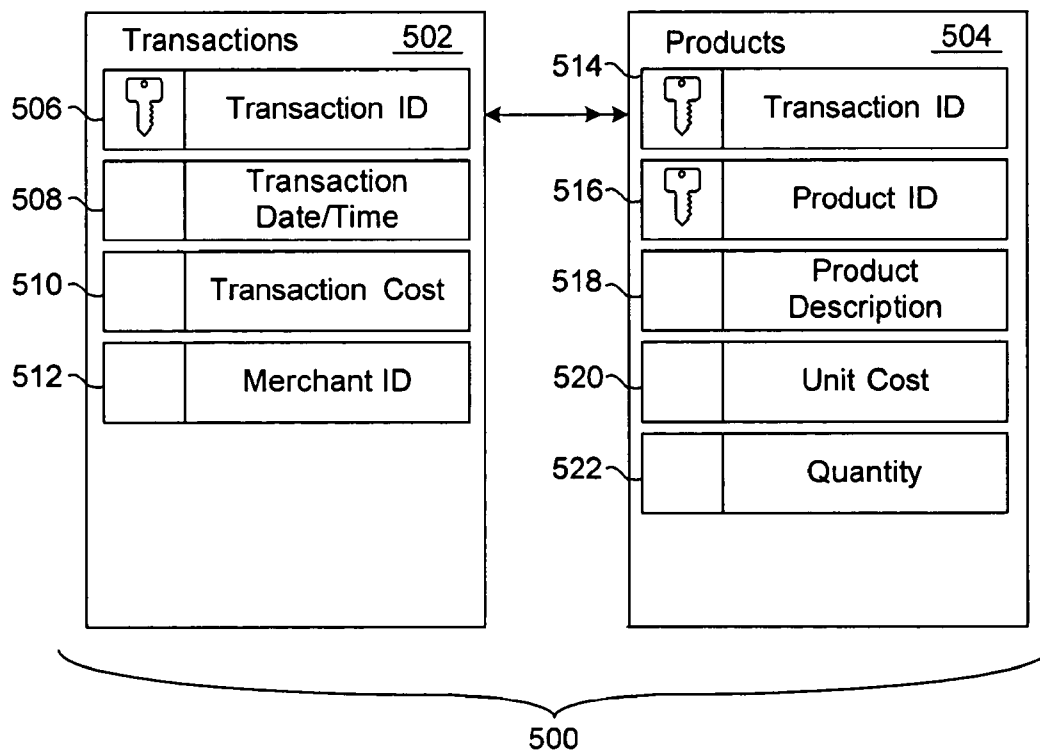 Transactions 502
506 Transaction ID
508 Transaction
Date/Time
510 Transaction Cost
512 Merchant ID
Products 504
514 Transaction ID
516 Product ID
518 Product
Description
520 Unit Cost
522 Quantity
500